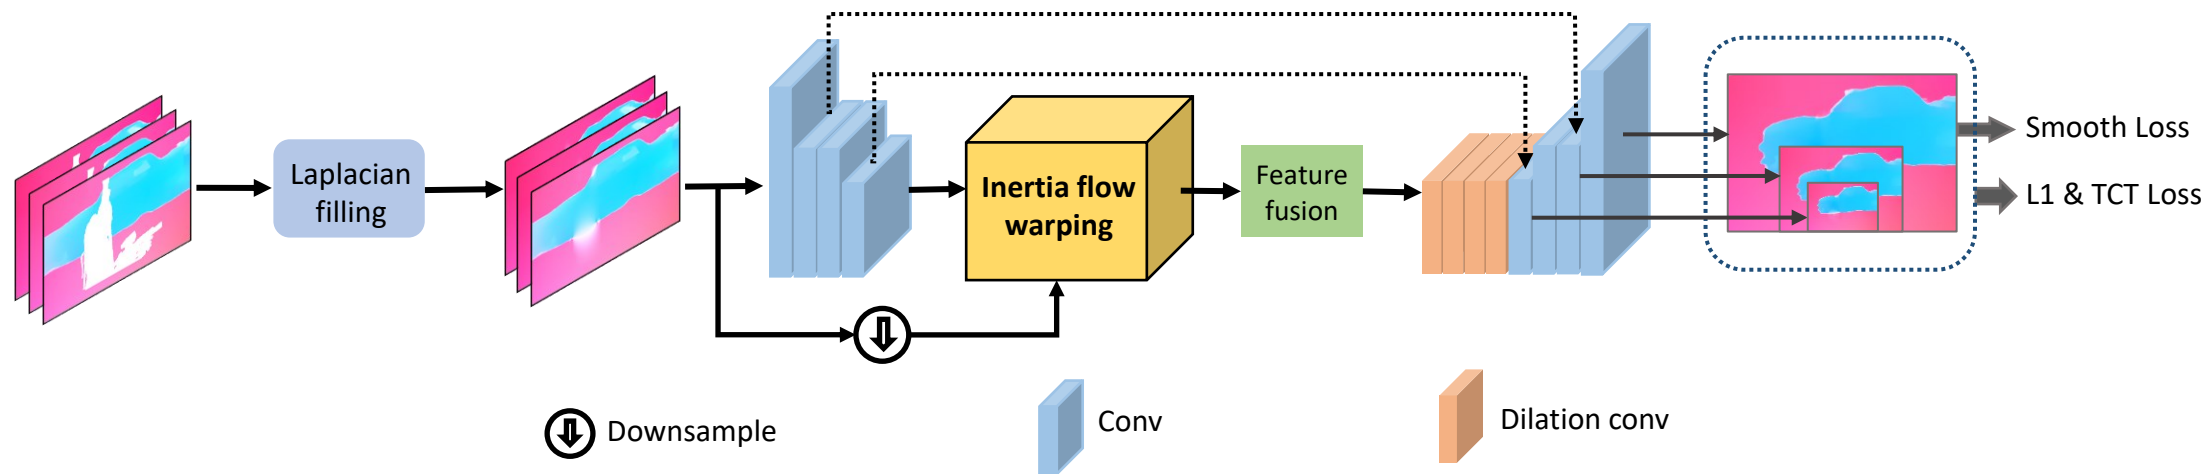 Laplacian
filling
Inertia flow
warping
Feature
fusion
Smooth Loss
L1 & TCT Loss
Downsample
Conv
Dilation conv